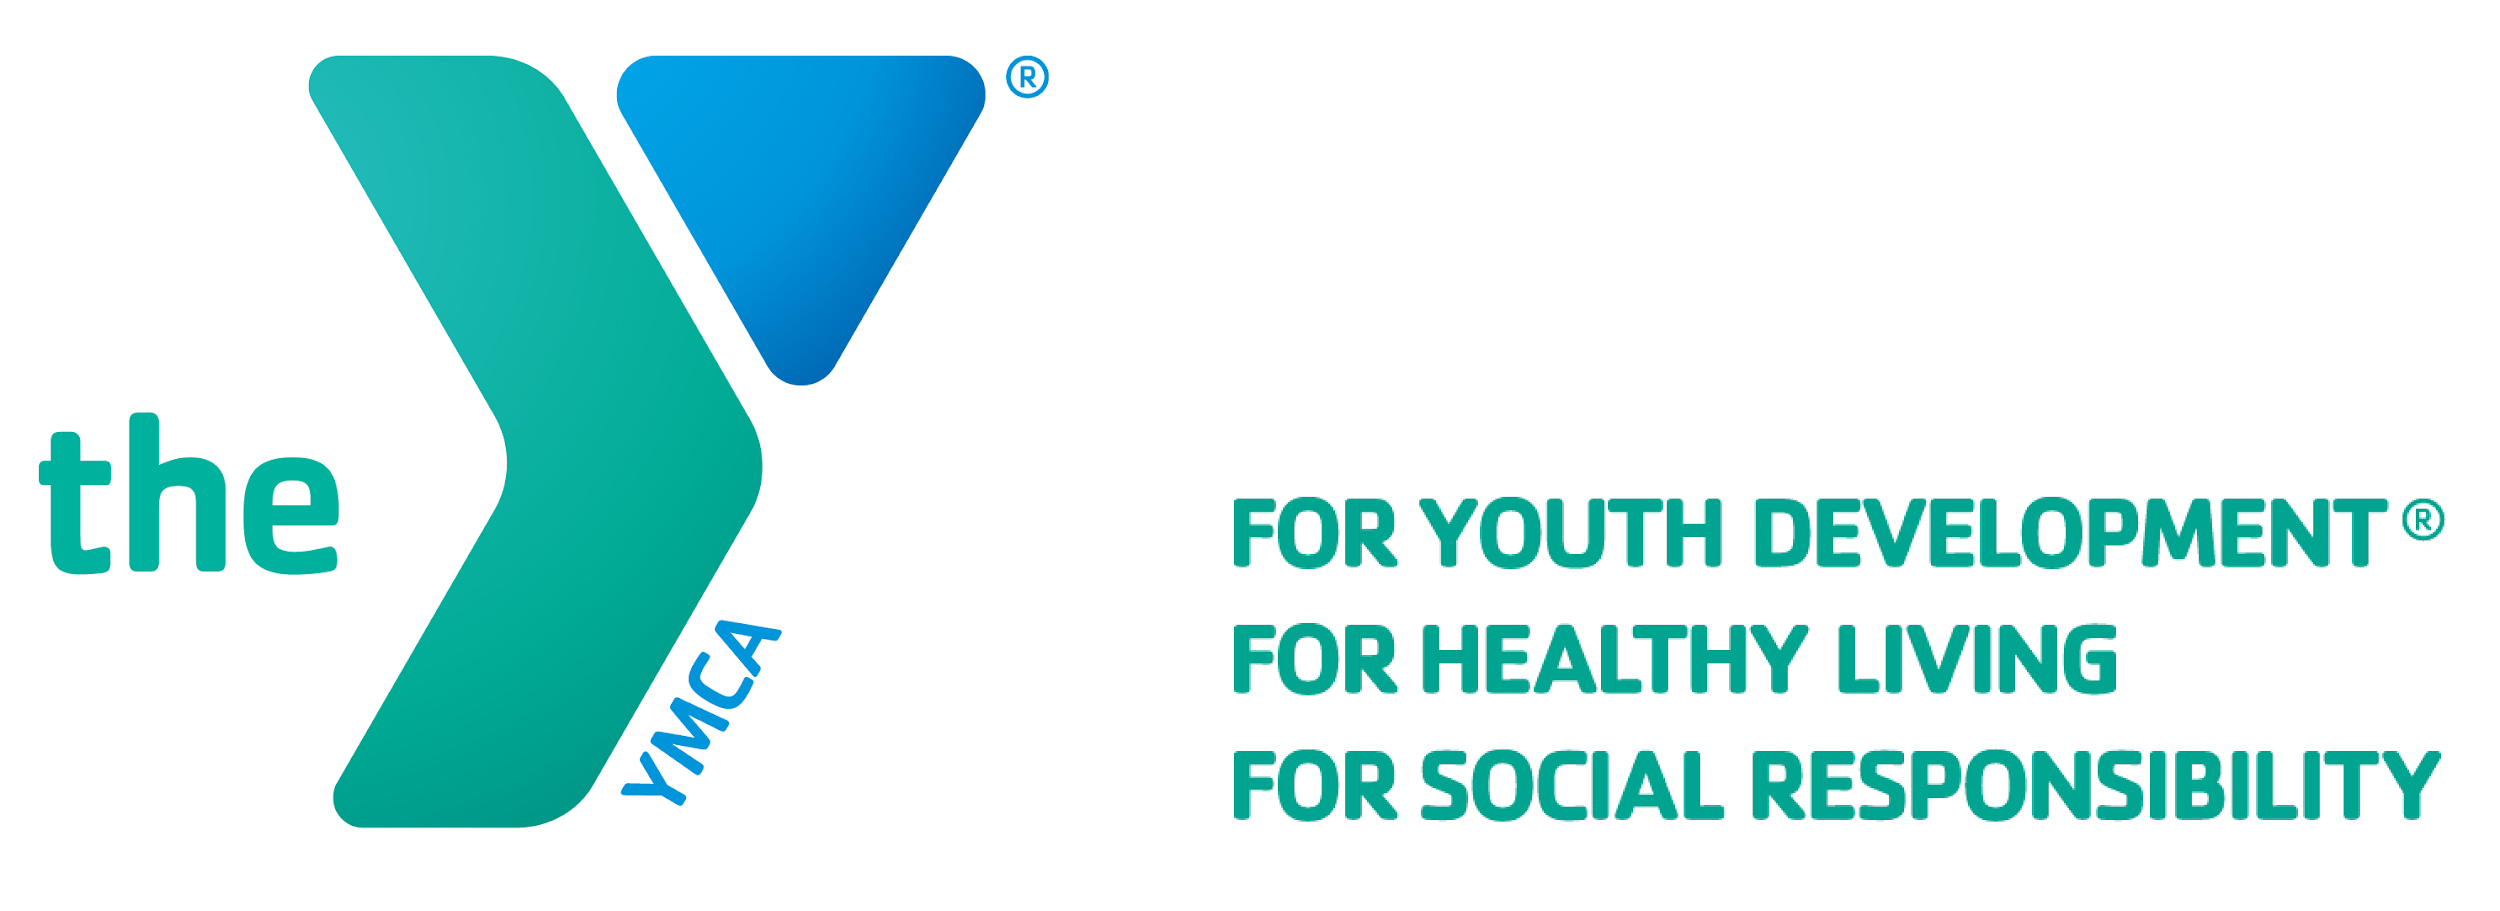 the Y ®
YMCA
FOR YOUTH DEVELOPMENT ®
FOR HEALTHY LIVING
FOR SOCIAL RESPONSIBILITY